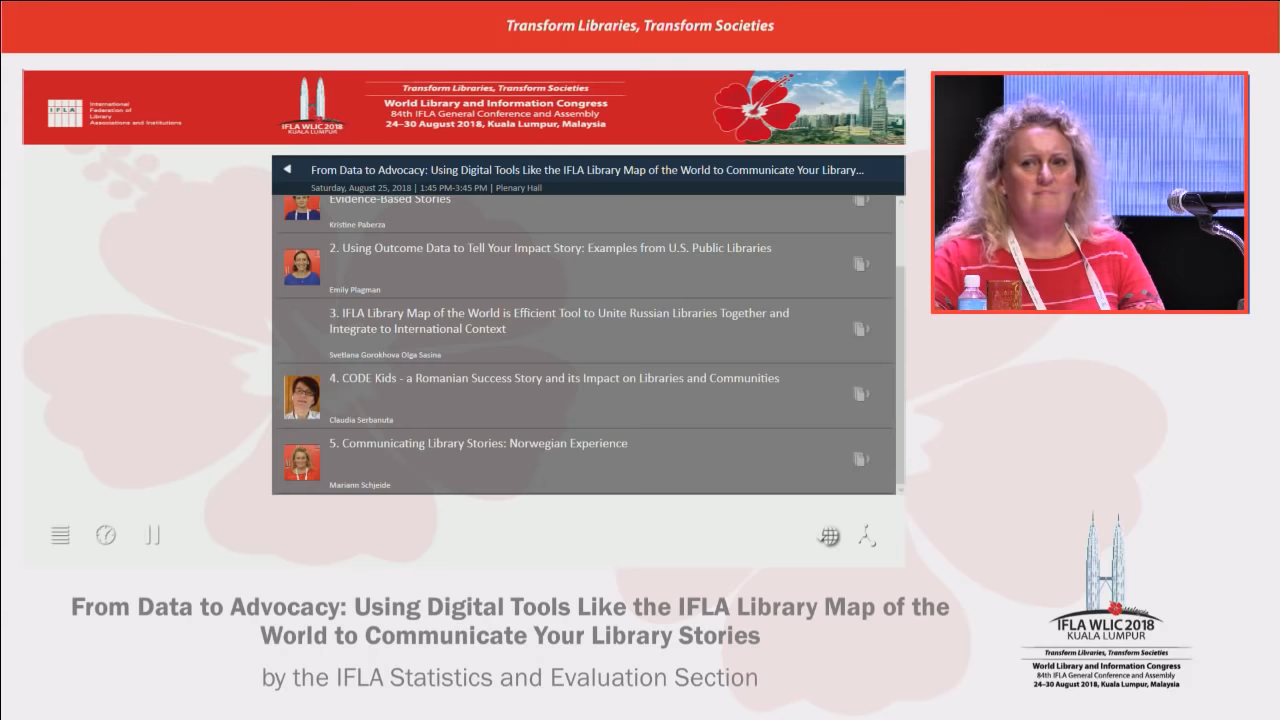 Transform Libraries, Transform Societies
IFLA
International
Federation of
Library
Associations and Institutions
IFLA WLIC 2018
KUALA LUMPUR
Transform Libraries, Transform Societies
World Library and Information Congress
84th IFLA General Conference and Assembly
24–30 August 2018, Kuala Lumpur, Malaysia
From Data to Advocacy: Using Digital Tools Like the IFLA Library Map of the World to Communicate Your Library...
Saturday, August 25, 2018 | 1:45 PM-3:45 PM | Plenary Hall
Evidence-Based Stories
Kristine Paberza
2. Using Outcome Data to Tell Your Impact Story: Examples from U.S. Public Libraries
Emily Plagman
3. IFLA Library Map of the World is Efficient Tool to Unite Russian Libraries Together and
Integrate to International Context
Svetlana Gorokhova Olga Sasina
4. CODE Kids - a Romanian Success Story and its Impact on Libraries and Communities
Claudia Serbanuta
5. Communicating Library Stories: Norwegian Experience
Mariann Schjeide
From Data to Advocacy: Using Digital Tools Like the IFLA Library Map of the
World to Communicate Your Library Stories
by the IFLA Statistics and Evaluation Section
Malaysia
IFLA WLIC 2018
KUALA LUMPUR
Transform Libraries, Transform Societies
World Library and Information Congress
84th IFLA General Conference and Assembly
24–30 August 2018, Kuala Lumpur, Malaysia